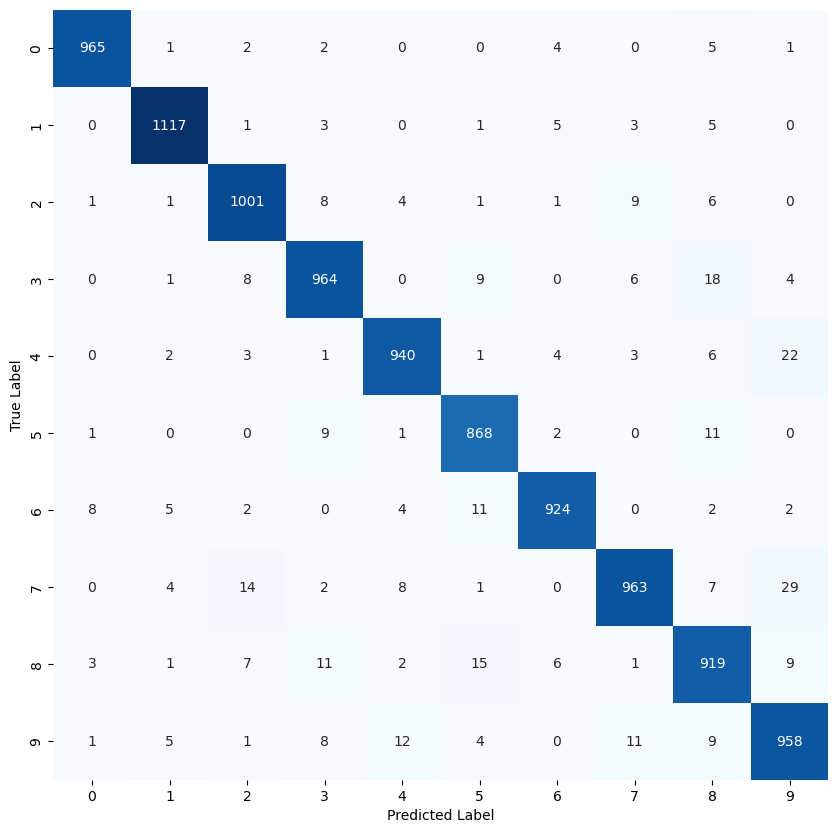 0 965 1 2 2 0 0 4 0 5 1
1 0 1117 1 3 0 1 5 3 5 0
2 1 1 1001 8 4 1 1 9 6 0
3 0 1 8 964 0 9 0 6 18 4
4 0 2 3 1 940 1 4 3 6 22
True Label
5 1 0 0 9 1 868 2 0 11 0
6 8 5 2 0 4 11 924 0 2 2
7 0 4 14 2 8 1 0 963 7 29
8 3 1 7 11 2 15 6 1 919 9
9 1 5 1 8 12 4 0 11 9 958
0 1 2 3 4 5 6 7 8 9
Predicted Label